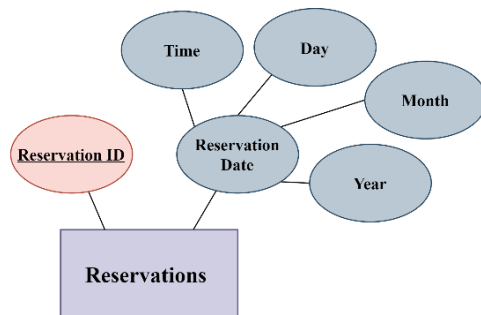 Time
Day
Month
Reservation ID
Reservation
Date
Year
Reservations